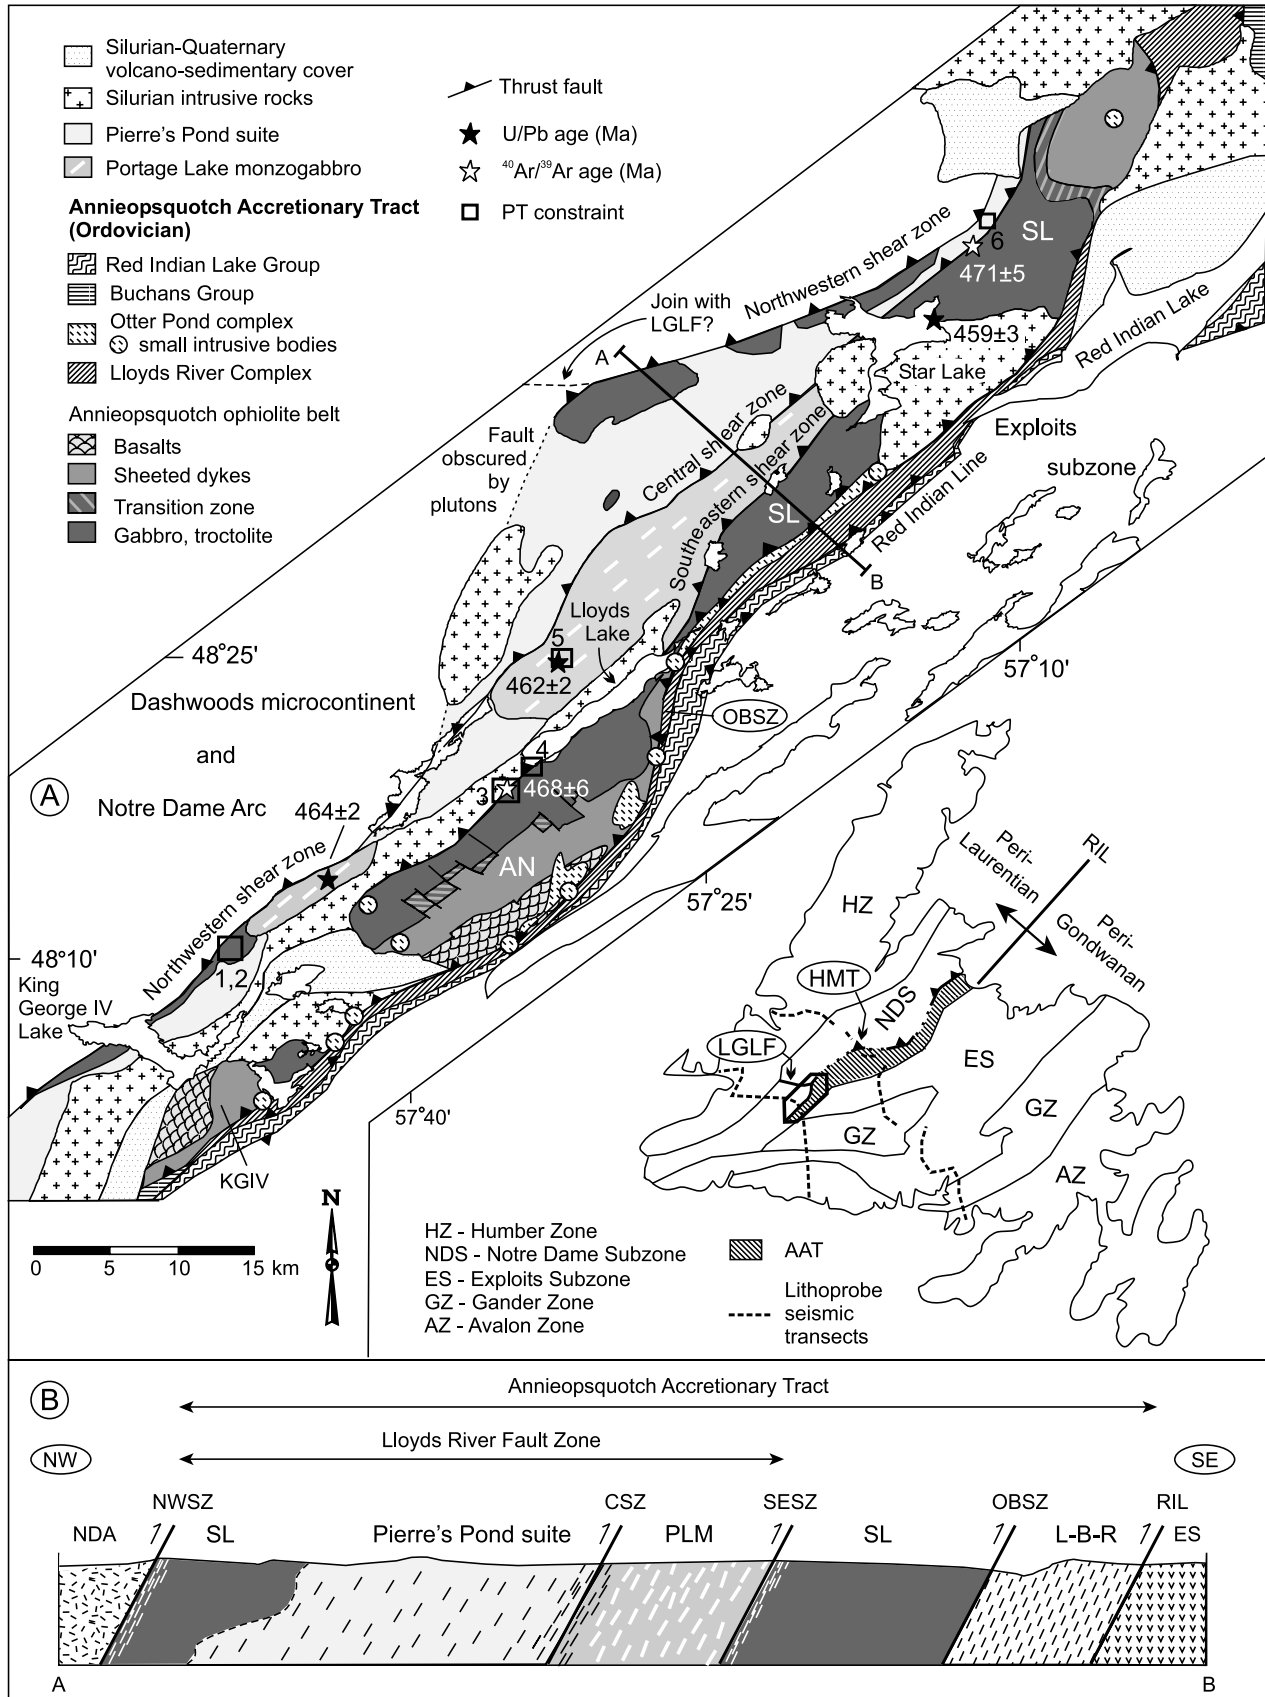 Silurian-Quaternary
volcano-sedimentary cover
Silurian intrusive rocks
Pierre's Pond suite
Portage Lake monzogabbro
Annieopsquotch Accretionary Tract
(Ordovician)
Red Indian Lake Group
Buchans Group
Otter Pond complex
small intrusive bodies
Lloyds River Complex
Annieopsquotch ophiolite belt
Basalts
Sheeted dykes
Transition zone
Gabbro, troctolite
Thrust fault
U/Pb age (Ma)
40Ar/39Ar age (Ma)
PT constraint
Join with
LGLF?
Northwestern shear zone
6
SL
471±5
459±3
Star Lake
Red Indian Lake
A
Fault
obscured
by
plutons
Central shear zone
Southeastern shear zone
SL
Exploits
subzone
Red Indian Line
B
Lloyds
Lake
5
462±2
OBSZ
48°25'
57°10'
Dashwoods microcontinent
and
Notre Dame Arc
A
4
3
468±6
464±2
AN
Northwestern shear zone
57°25'
48°10'
1,2
King
George IV
Lake
57°40'
KGIV
N
0 5 10 15 km
Peri-
Laurentian
RIL
Peri-
Gondwanan
HZ
HMT
NDS
LGLF
ES
GZ
GZ
AZ
HZ - Humber Zone
NDS - Notre Dame Subzone
ES - Exploits Subzone
GZ - Gander Zone
AZ - Avalon Zone
AAT
Lithoprobe
seismic
transects
B
Annieopsquotch Accretionary Tract
Lloyds River Fault Zone
NW
SE
NWSZ
CSZ
SESZ
OBSZ
RIL
NDA
SL
Pierre's Pond suite
PLM
SL
L-B-R
ES
A
B